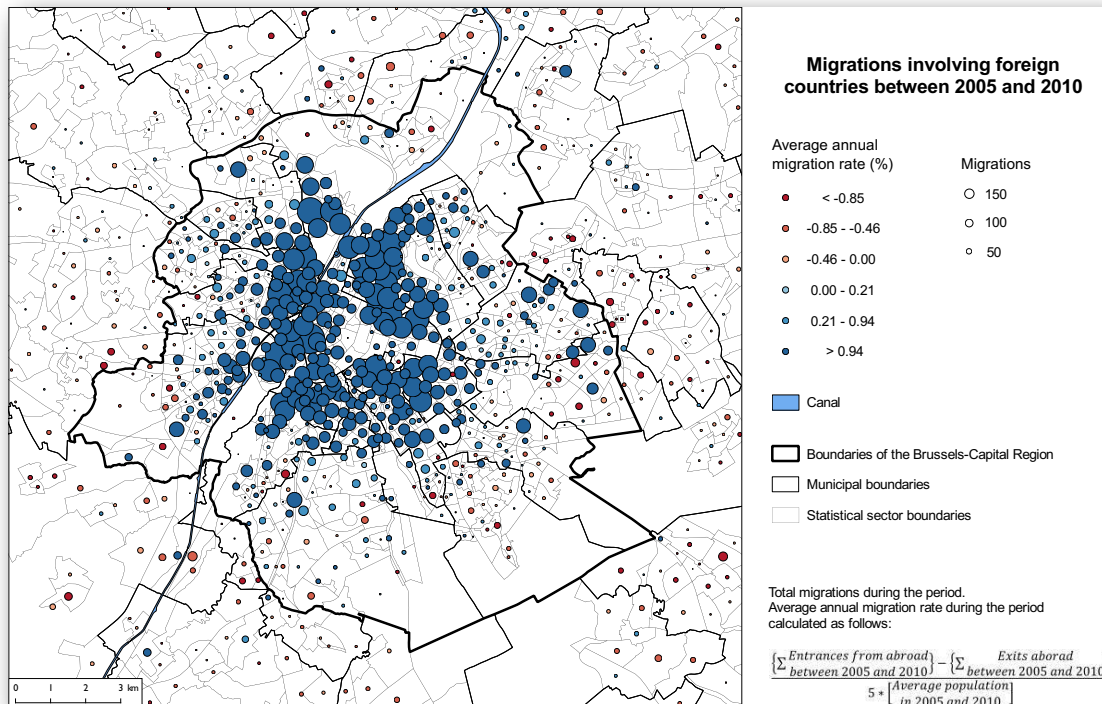 Migrations involving foreign
countries between 2005 and 2010
Average annual
migration rate (%)
Migrations
< -0.85
-0.85 - -0.46
-0.46 - 0.00
0.00 - 0.21
0.21 - 0.94
> 0.94
150
100
50
Canal
Boundaries of the Brussels-Capital Region
Municipal boundaries
Statistical sector boundaries
Total migrations during the period.
Average annual migration rate during the period
calculated as follows:
{Σ Entrances from abroad between 2005 and 2010} − {Σ Exits aborad between 2005 and 2010
5 * [Average population in 2005 and 2010]
0 1 2 3 km